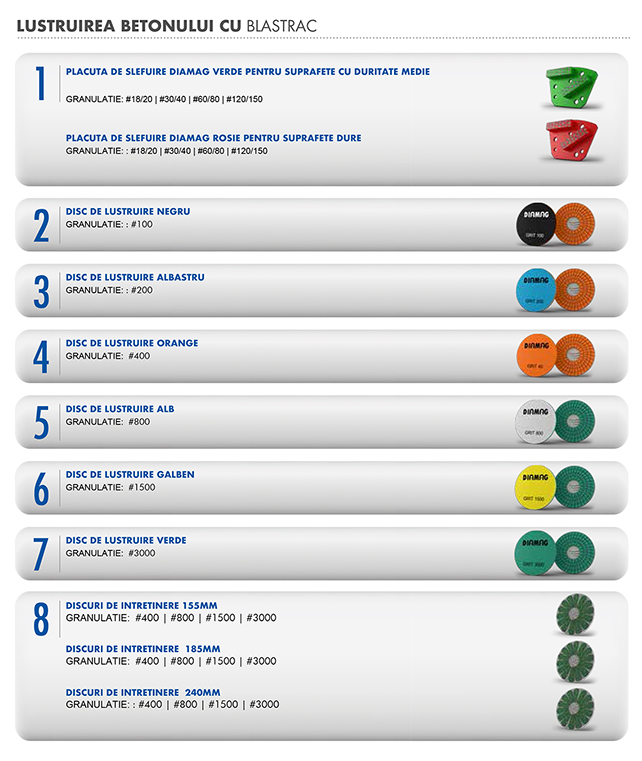 LUSTRUIREA BETONULUI CU BLASTRAC
1
PLACUTA DE SLEFUIRE DIAMAG VERDE PENTRU SUPRAFETE CU DURITATE MEDIE
GRANULATIE: #18/20 | #30/40 | #60/80 | #120/150
PLACUTA DE SLEFUIRE DIAMAG ROSIE PENTRU SUPRAFETE DURE
GRANULATIE: : #18/20 | #30/40 | #60/80 | #120/150
2
DISC DE LUSTRUIRE NEGRU
GRANULATIE: : #100
DIAMAG
GRIT 100
3
DISC DE LUSTRUIRE ALBASTRU
GRANULATIE: : #200
DIAMAG
GRIT 200
4
DISC DE LUSTRUIRE ORANGE
GRANULATIE: #400
DIAMAG
GRIT 40
5
DISC DE LUSTRUIRE ALB
GRANULATIE: #800
DIAMAG
GRIT 800
6
DISC DE LUSTRUIRE GALBEN
GRANULATIE: #1500
DIAMAG
GRIT 1500
7
DISC DE LUSTRUIRE VERDE
GRANULATIE: #3000
DIAMAG
GRIT 3000
8
DISCURI DE INTRETINERE 155MM
GRANULATIE: #400 | #800 | #1500 | #3000
DISCURI DE INTRETINERE 185MM
GRANULATIE: #400 | #800 | #1500 | #3000
DISCURI DE INTRETINERE 240MM
GRANULATIE: : #400 | #800 | #1500 | #3000